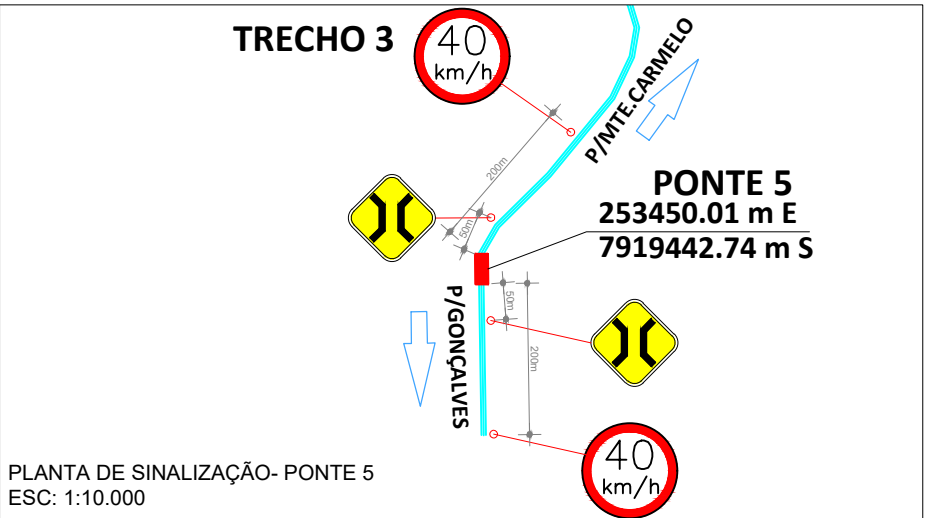 TRECHO 3
40
km/h
P/MTE.CARMELO
200m
50m
PONTE 5
253450.01 m E
7919442.74 m S
P/GONÇALVES
50m
200m
40
km/h
PLANTA DE SINALIZAÇÃO- PONTE 5
ESC: 1:10.000